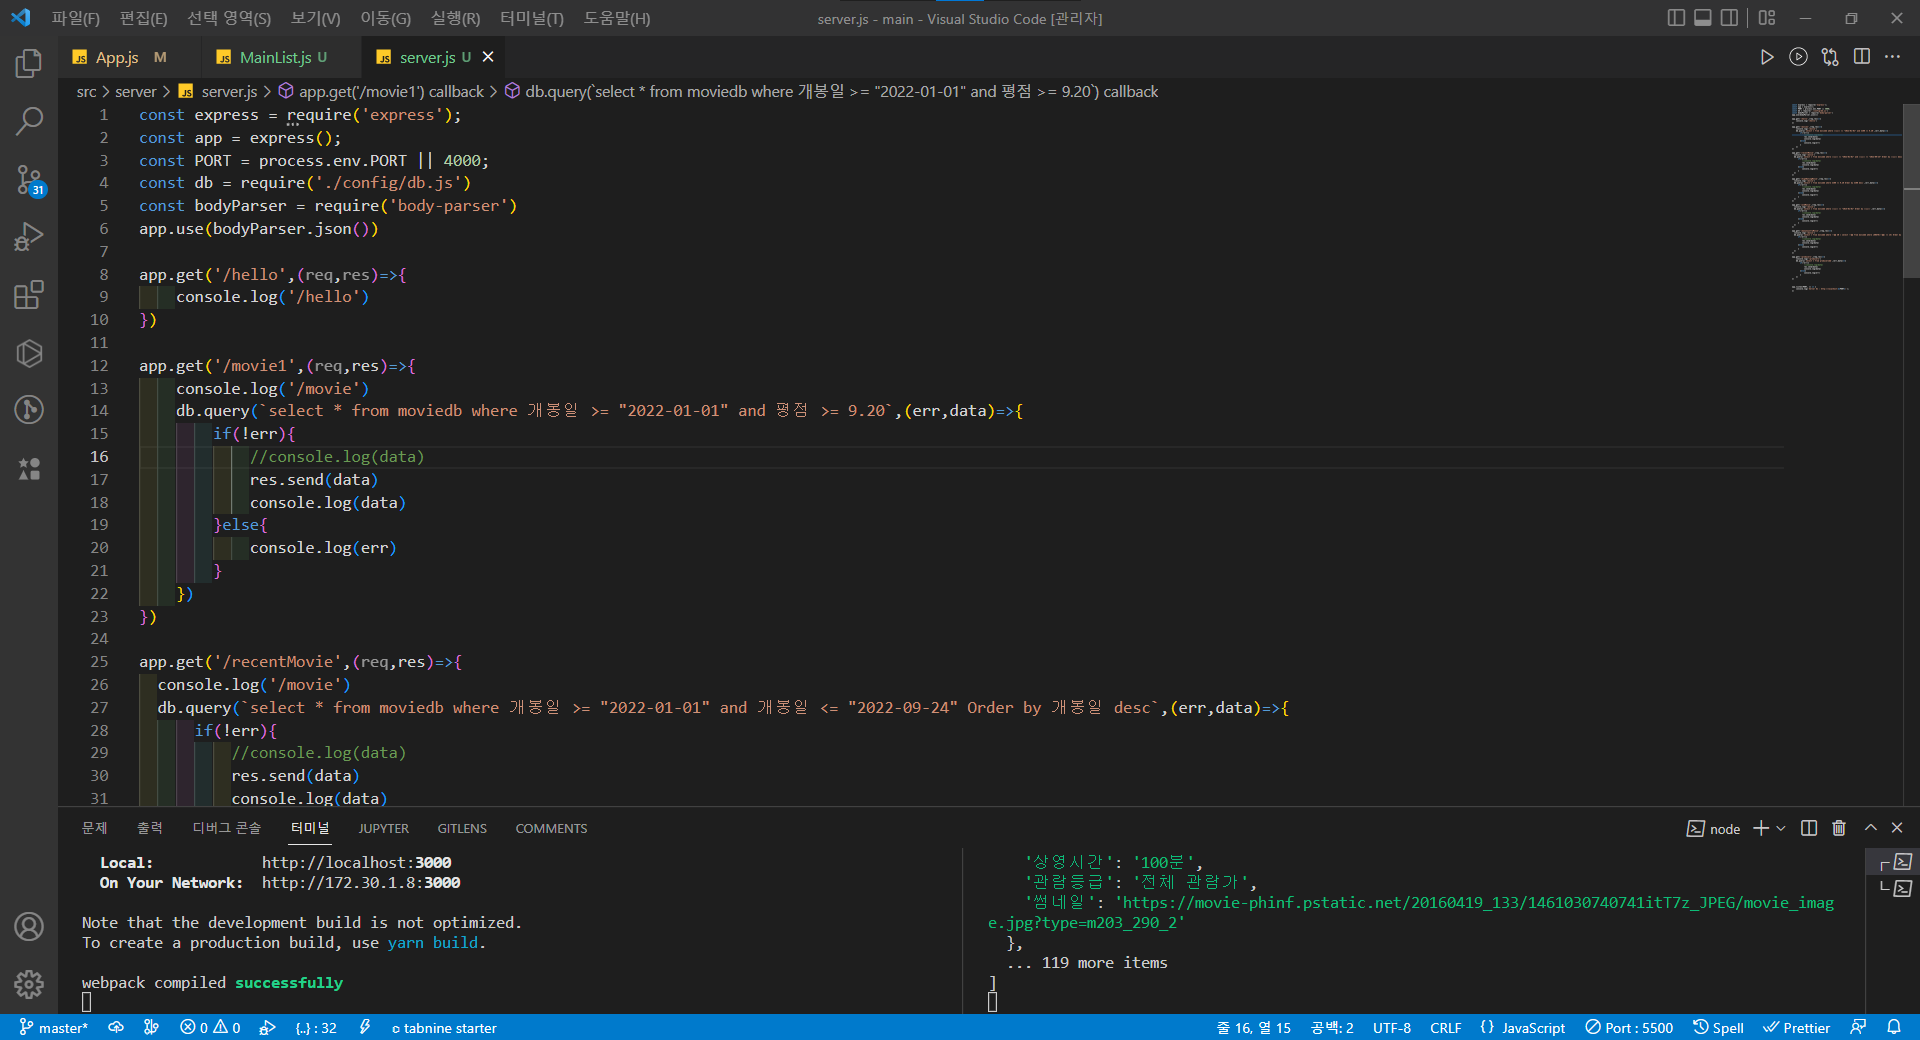 파일(F) 편집(E) 선택 영역(S) 보기(V) 이동(G) 실행(R) 터미널(T) 도움말(H) server.js - main - Visual Studio Code [관리자]
JS App.js M JS MainList.js U JS server.js U
src > server > JS server.js > app.get('/movie1') callback > db.query(`select * from moviedb where 개봉일 >= "2022-01-01" and 평점 >= 9.20`) callback
1 const express = require('express');
2 const app = express();
3 const PORT = process.env.PORT || 4000;
4 const db = require('./config/db.js')
5 const bodyParser = require('body-parser')
6 app.use(bodyParser.json())
7
8 app.get('/hello',(req,res)=>{
9 console.log('/hello')
10 })
11
12 app.get('/movie1',(req,res)=>{
13 console.log('/movie')
14 db.query(`select * from moviedb where 개봉일 >= "2022-01-01" and 평점 >= 9.20`,(err,data)=>{
15 if(!err){
16 //console.log(data)
17 res.send(data)
18 console.log(data)
19 }else{
20 console.log(err)
21 }
22 })
23 })
24
25 app.get('/recentMovie',(req,res)=>{
26 console.log('/movie')
27 db.query(`select * from moviedb where 개봉일 >= "2022-01-01" and 개봉일 <= "2022-09-24" Order by 개봉일 desc`,(err,data)=>{
28 if(!err){
29 //console.log(data)
30 res.send(data)
31 console.log(data)
31
문제 출력 디버그 콘솔 터미널 JUPYTER GITLENS COMMENTS node
Local: http://localhost:3000
On Your Network: http://172.30.1.8:3000
Note that the development build is not optimized.
To create a production build, use yarn build.
webpack compiled successfully
'상영시간': '100분',
'관람등급': '전체 관람가',
'썸네일': 'https://movie-phinf.pstatic.net/20160419_133/1461030740741itT7z_JPEG/movie_imag
e.jpg?type=m203_290_2'
},
... 119 more items
]
master* 0 0 {..} : 32 tabnine starter 줄 16, 열 15 공백: 2 UTF-8 CRLF {} JavaScript Port : 5500 Spell Prettier